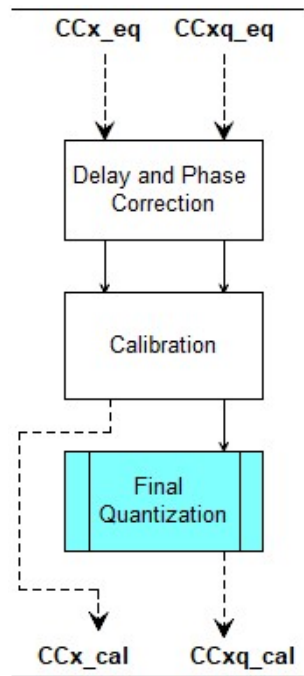 CCx_eq CCxq_eq
Delay and Phase
Correction
Calibration
Final
Quantization
CCx_cal CCxq_cal